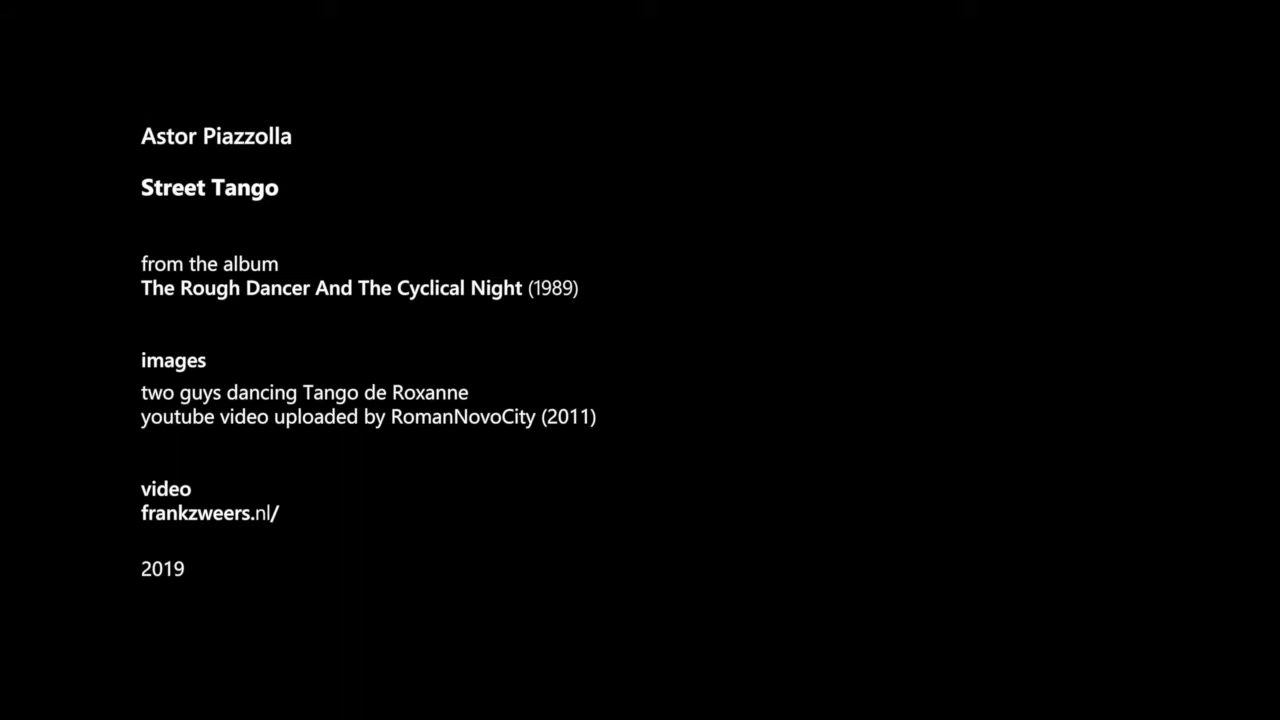 Astor Piazzolla
Street Tango
from the album
The Rough Dancer And The Cyclical Night (1989)
images
two guys dancing Tango de Roxanne
youtube video uploaded by RomanNovoCity (2011)
video
frankzweers.nl/
2019